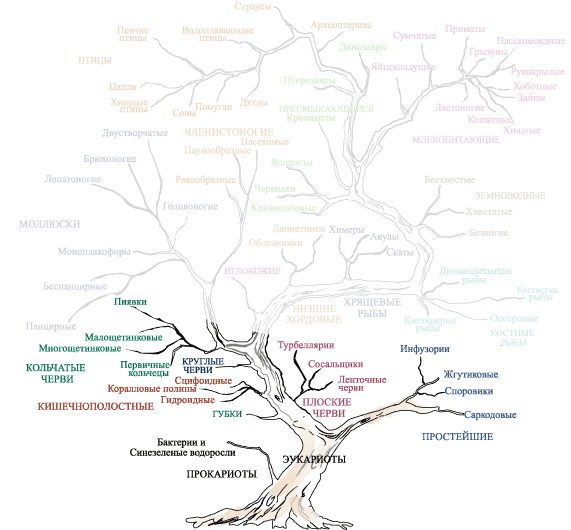 Страусы
Певчие
птицы
Водоплавающие
птицы
Археоптерикс
Динозавры
Сумчатые
Приматы
Насекомоядные
Грызуны
ПТИЦЫ
Яйцекладущие
Рукокрылые
Птерозавры
Хоботные
Цапли
Зайцы
Хищные
птицы
Совы
Попугаи
Дятлы
ПРЕСМЫКАЮЩИЕСЯ
Крокодилы
Ластоногие
Копытные
Хищные
Двустворчатые
ЧЛЕНИСТОНОГИЕ
Насекомые
Паукообразные
МЛЕКОПИТАЮЩИЕ
Брюхоногие
Ящерицы
Лопатоногие
Ракообразные
Черепахи
Бесхвостые
ЗЕМНОВОДНЫЕ
Головоногие
Клювоголовые
Хвостатые
МОЛЛЮСКИ
Ланцетники
Химеры
Безногие
Оболочники
Акулы
Моноплакофоры
Скаты
ИГЛОКОЖИЕ
Двоякодышащие
рыбы
Беспанцирные
Костистые
рыбы
Пиявки
НИЗШИЕ
ХОРДОВЫЕ
ХРЯЩЕВЫЕ
РЫБЫ
Панцирные
Кистеперые
рыбы
Осетровые
КОСТНЫЕ
РЫБЫ
Малощетинковые
Многощетинковые
Турбеллярии
Инфузории
КОЛЬЧАТЫЕ
ЧЕРВИ
Первичные
кольчецы
КРУГЛЫЕ
ЧЕРВИ
Сосальщики
Жгутиковые
Сцифоидные
Ленточные
черви
Коралловые полипы
Споровики
КИШЕЧНОПОЛОСТНЫЕ
Гидроидные
ПЛОСКИЕ
ЧЕРВИ
ГУБКИ
Саркодовые
Бактерии и
Синезеленые водоросли
ПРОСТЕЙШИЕ
ЭУКАРИОТЫ
ПРОКАРИОТЫ